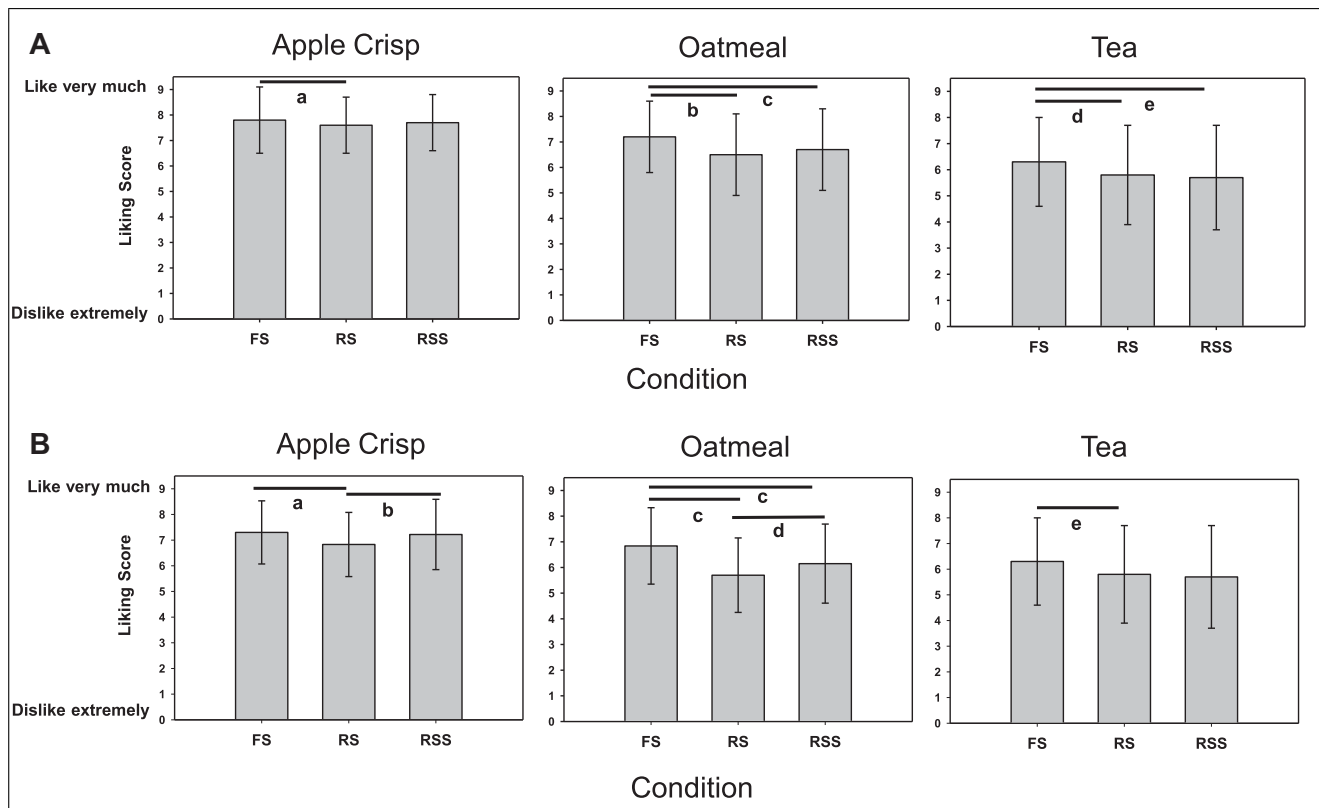 A
Apple Crisp
Oatmeal
Tea
Like very much
Liking Score
Dislike extremely
9
8
7
6
5
4
3
2
1
0
a
FS
RS
RSS
9
8
7
6
5
4
3
2
1
0
b
c
FS
RS
RSS
9
8
7
6
5
4
3
2
1
0
d
e
FS
RS
RSS
Condition
B
Apple Crisp
Oatmeal
Tea
Like very much
Liking Score
Dislike extremely
9
8
7
6
5
4
3
2
1
0
a
b
FS
RS
RSS
9
8
7
6
5
4
3
2
1
0
c
c
d
FS
RS
RSS
9
8
7
6
5
4
3
2
1
0
e
FS
RS
RSS
Condition